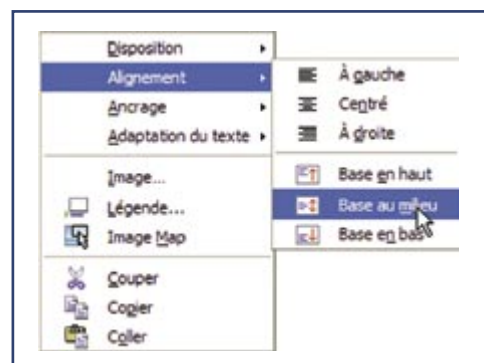 Disposition
Alignement
Ancrage
Adaptation du texte
Image...
Légende...
Image Map
Couper
Copier
Coller
À gauche
Centré
À droite
Base en haut
Base au milieu
Base en bas